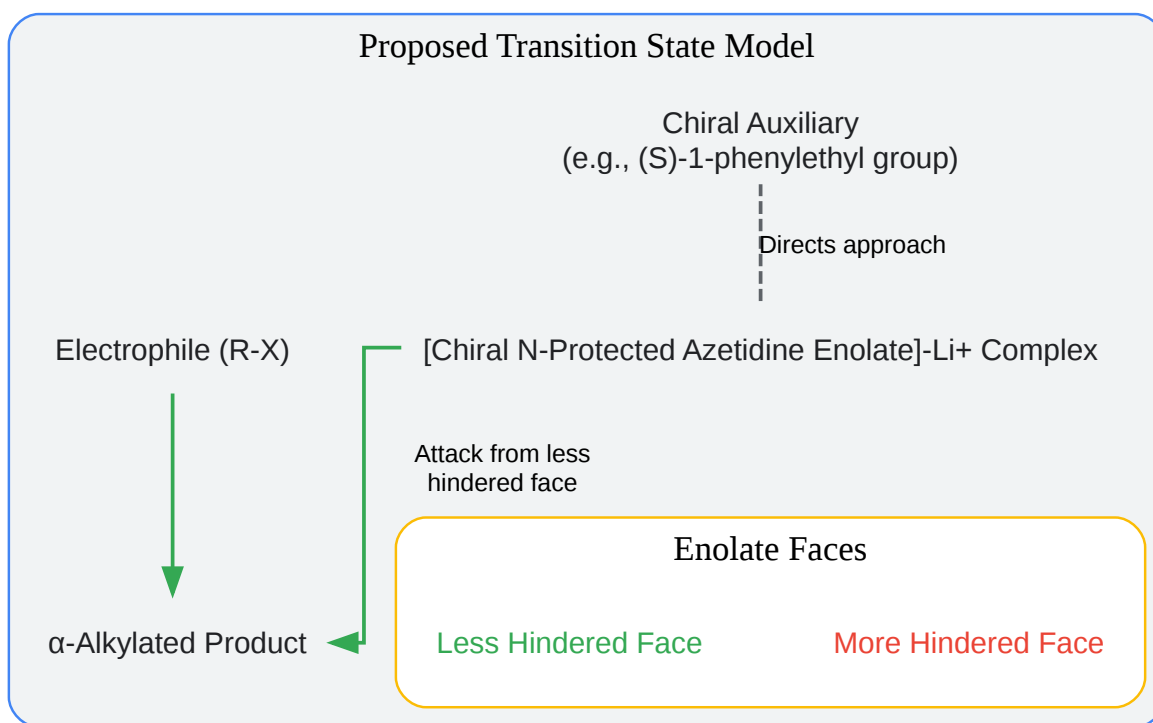 Proposed Transition State Model
Chiral Auxiliary
(e.g., (S)-1-phenylethyl group)
Directs approach
Electrophile (R-X)
[Chiral N-Protected Azetidine Enolate]-Li+ Complex
Attack from less
hindered face
Enolate Faces
α-Alkylated Product
Less Hindered Face
More Hindered Face